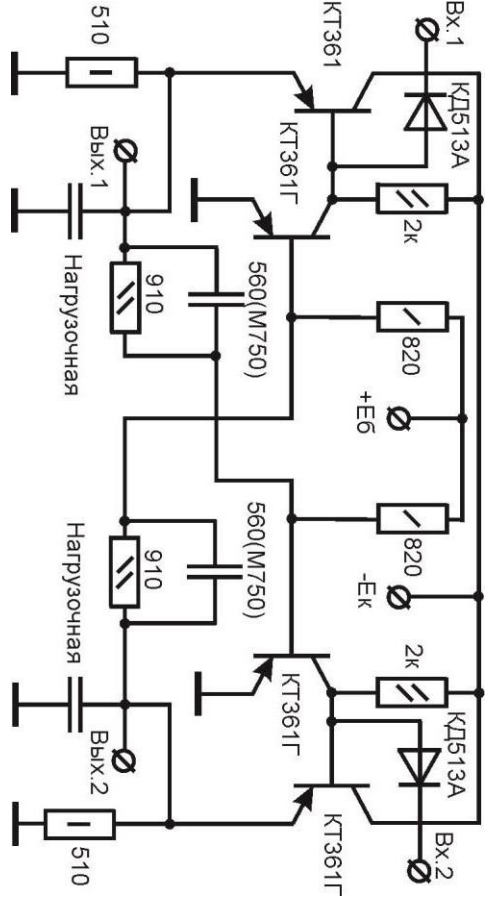 510
Вх.1
КТ361
КД513А
КТ361Г
Вых.1
2к
Нагрузочная
910
560(М750)
820
+Еб
820
-Ек
560(М750)
910
Нагрузочная
2к
КТ361Г
КД513А
Вых.2
КТ361Г
Вх.2
510